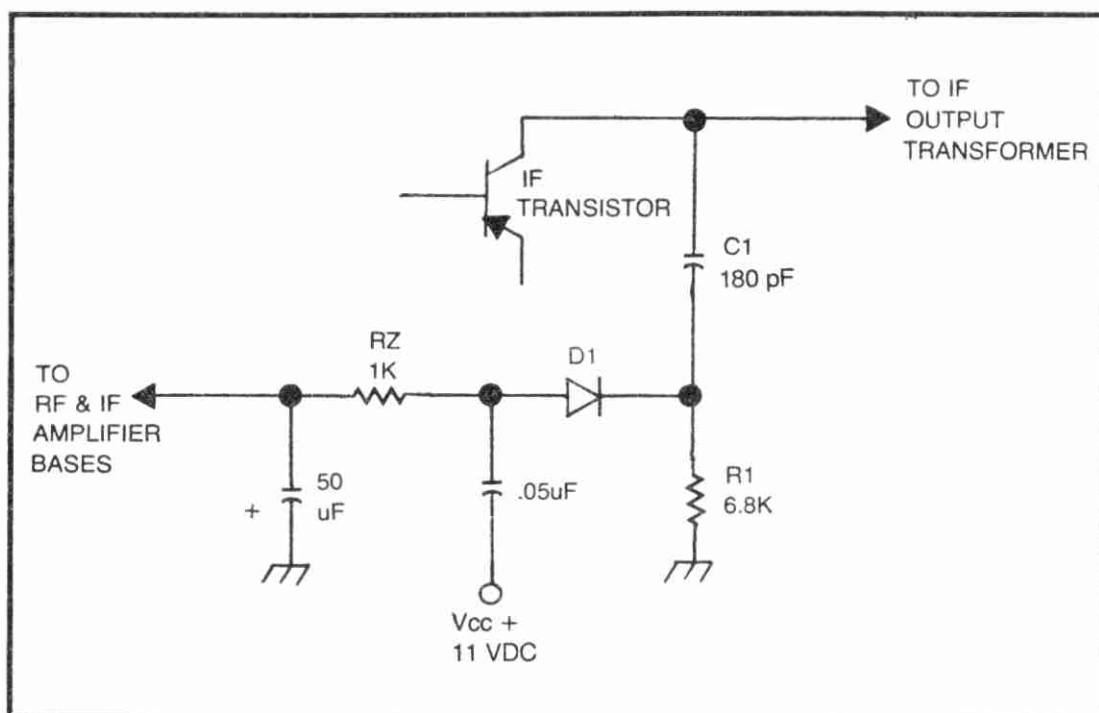 TO IF
OUTPUT
TRANSFORMER
IF
TRANSISTOR
C1
180 pF
RZ
1K
D1
TO
RF & IF
AMPLIFIER
BASES
50
uF
+
.05uF
R1
6.8K
Vcc +
11 VDC